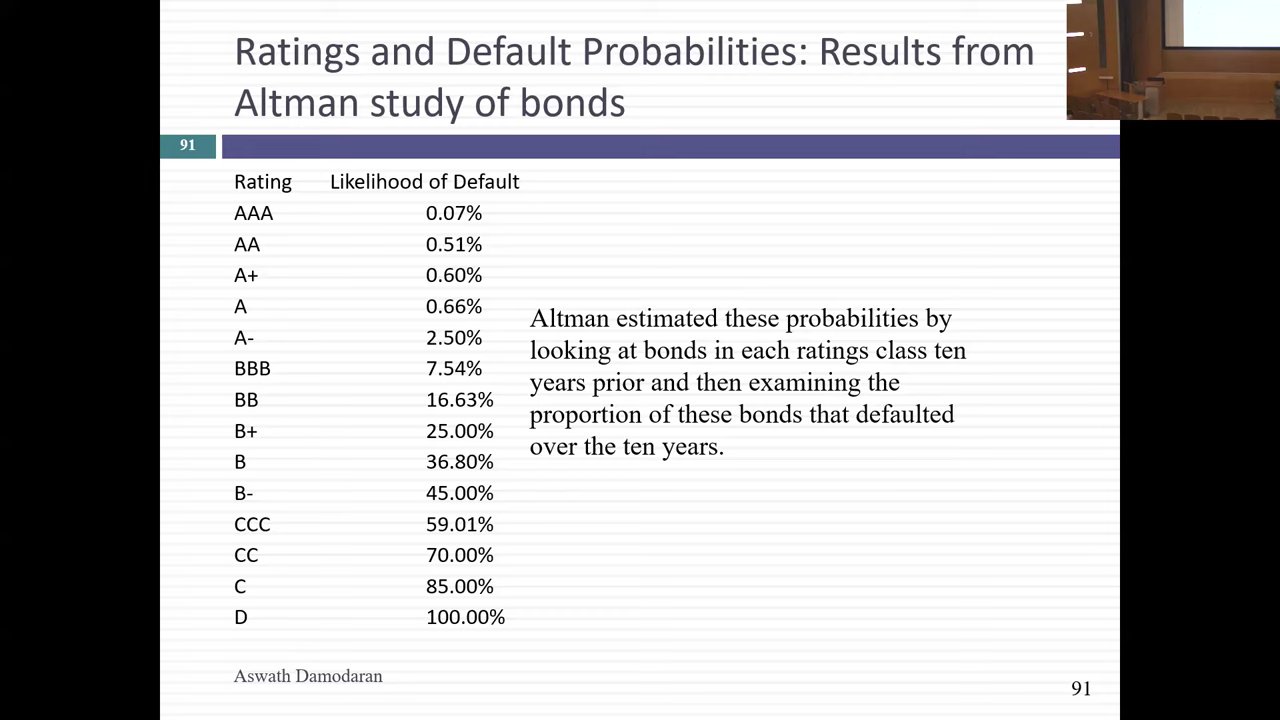 Ratings and Default Probabilities: Results from
Altman study of bonds
91
Rating Likelihood of Default
AAA 0.07%
AA 0.51%
A+ 0.60%
A 0.66%
A- 2.50%
BBB 7.54%
BB 16.63%
B+ 25.00%
B 36.80%
B- 45.00%
CCC 59.01%
CC 70.00%
C 85.00%
D 100.00%
Altman estimated these probabilities by
looking at bonds in each ratings class ten
years prior and then examining the
proportion of these bonds that defaulted
over the ten years.
Aswath Damodaran
91